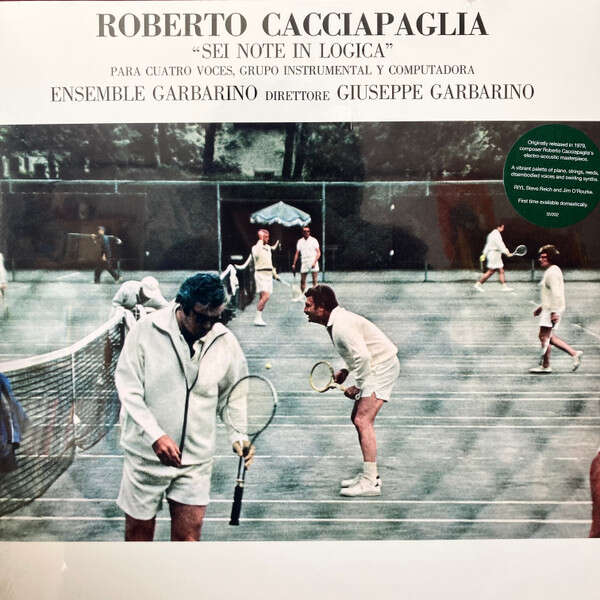 ROBERTO CACCIAPAGLIA
"SEI NOTE IN LOGICA"
PARA CUATRO VOCES, GRUPO INSTRUMENTAL Y COMPUTADORA
ENSEMBLE GARBARINO DIRETTORE GIUSEPPE GARBARINO
Originally released in 1979,
composer Roberto Cacciapaglia's
electro-acoustic masterpiece.
A vibrant palette of piano, strings, reeds,
disembodied voices and swirling synths.
RIYL Steve Reich and Jim O'Rourke.
First time available domestically.
SV202